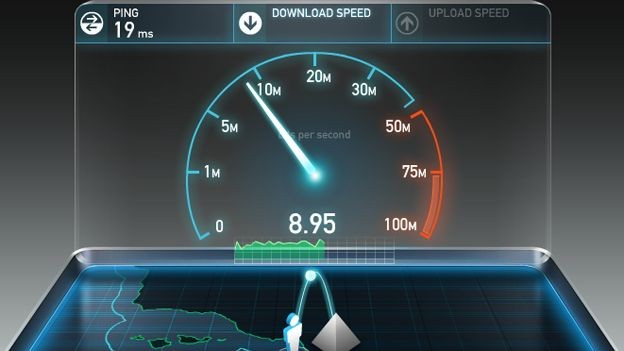 PING
19 ms
DOWNLOAD SPEED
UPLOAD SPEED
0
1M
5M
10M
20M
30M
50M
75M
100M
per second
8.95